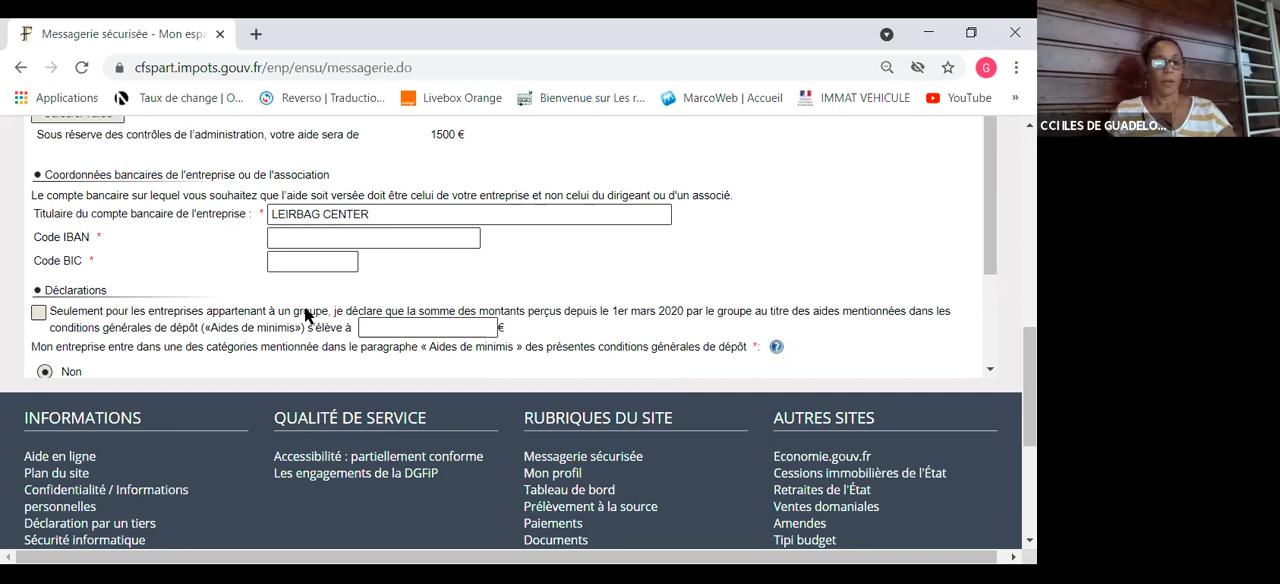 Messagerie sécurisée - Mon esp
cfspart.impots.gouv.fr/enp/ensu/messagerie.do
G
Applications
Taux de change | O...
Reverso | Traductio...
Livebox Orange
Bienvenue sur Les r...
MarcoWeb | Accueil
IMMAT VEHICULE
YouTube
»
CCI ILES DE GUADELO...
Sous réserve des contrôles de l'administration, votre aide sera de 1500 €
Coordonnées bancaires de l'entreprise ou de l'association
Le compte bancaire sur lequel vous souhaitez que l'aide soit versée doit être celui de votre entreprise et non celui du dirigeant ou d'un associé.
Titulaire du compte bancaire de l'entreprise : * LEIRBAG CENTER
Code IBAN *
Code BIC *
Déclarations
Seulement pour les entreprises appartenant à un groupe, je déclare que la somme des montants perçus depuis le 1er mars 2020 par le groupe au titre des aides mentionnées dans les
conditions générales de dépôt («Aides de minimis») s'élève à €
Mon entreprise entre dans une des catégories mentionnée dans le paragraphe « Aides de minimis » des présentes conditions générales de dépôt *: ?
Non
INFORMATIONS
Aide en ligne
Plan du site
Confidentialité / Informations
personnelles
Déclaration par un tiers
Sécurité informatique
QUALITÉ DE SERVICE
Accessibilité : partiellement conforme
Les engagements de la DGFiP
RUBRIQUES DU SITE
Messagerie sécurisée
Mon profil
Tableau de bord
Prélèvement à la source
Paiements
Documents
AUTRES SITES
Economie.gouv.fr
Cessions immobilières de l'État
Retraites de l'État
Ventes domaniales
Amendes
Tipi budget